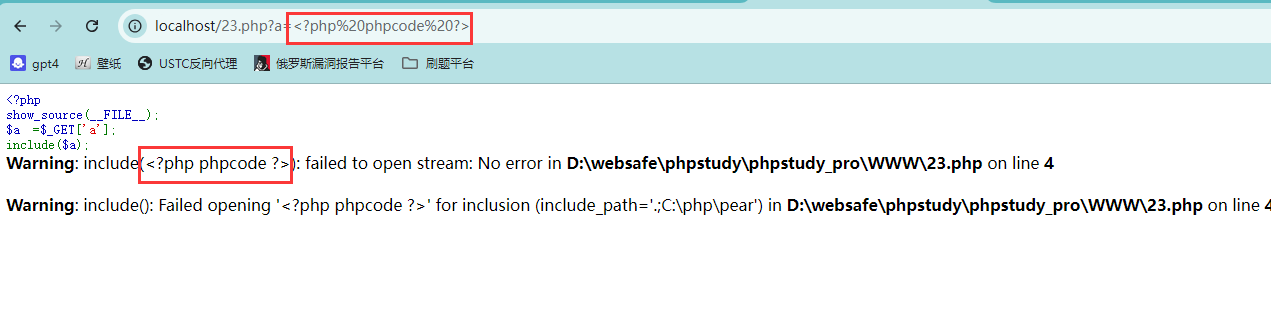 localhost/23.php?a=<?php%20phpcode%20?>
gpt4 壁纸 USTC反向代理 俄罗斯漏洞报告平台 刷题平台
<?php
show_source(__FILE__);
$a =$_GET['a'];
include($a);
Warning: include(<?php phpcode ?>): failed to open stream: No error in D:\websafe\phpstudy\phpstudy_pro\WWW\23.php on line 4
Warning: include(): Failed opening '<?php phpcode ?>' for inclusion (include_path='.;C:\php\pear') in D:\websafe\phpstudy\phpstudy_pro\WWW\23.php on line 4